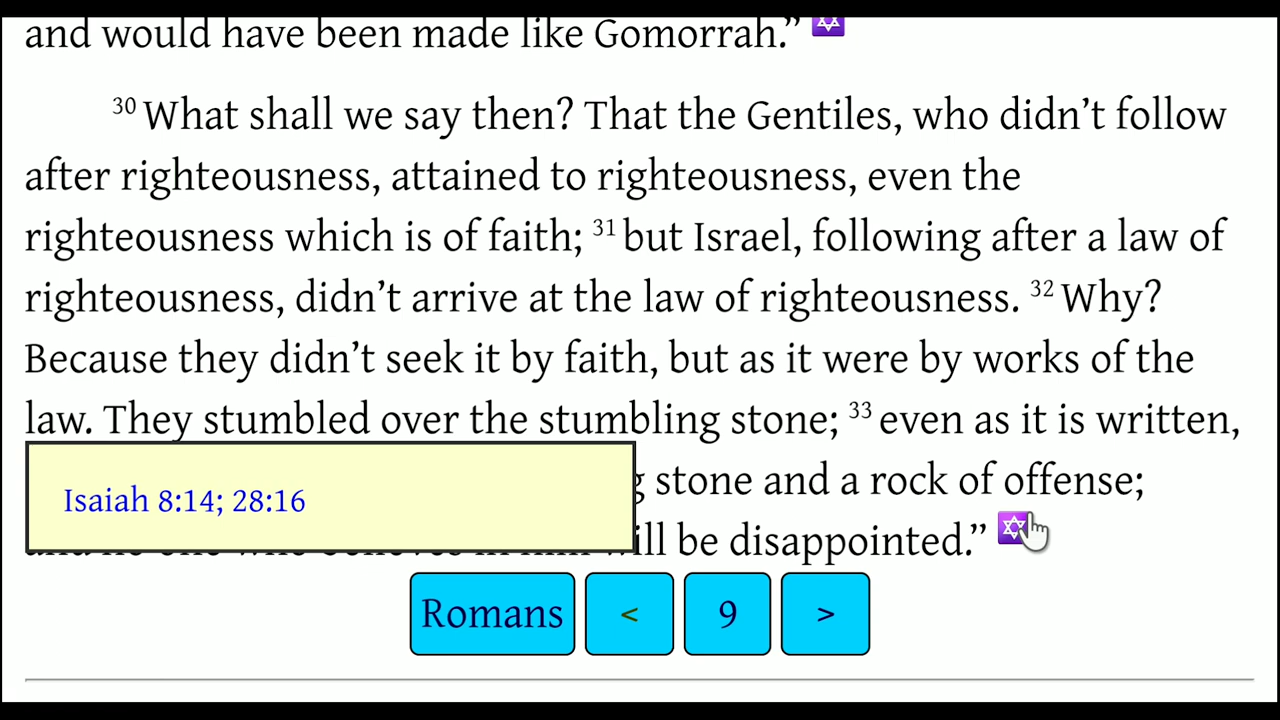 and would have been made like Gomorrah.”
30 What shall we say then? That the Gentiles, who didn’t follow
after righteousness, attained to righteousness, even the
righteousness which is of faith; 31 but Israel, following after a law of
righteousness, didn’t arrive at the law of righteousness. 32 Why?
Because they didn’t seek it by faith, but as it were by works of the
law. They stumbled over the stumbling stone; 33 even as it is written,
stone and a rock of offense;
Isaiah 8:14; 28:16
be disappointed.”
Romans < 9 >